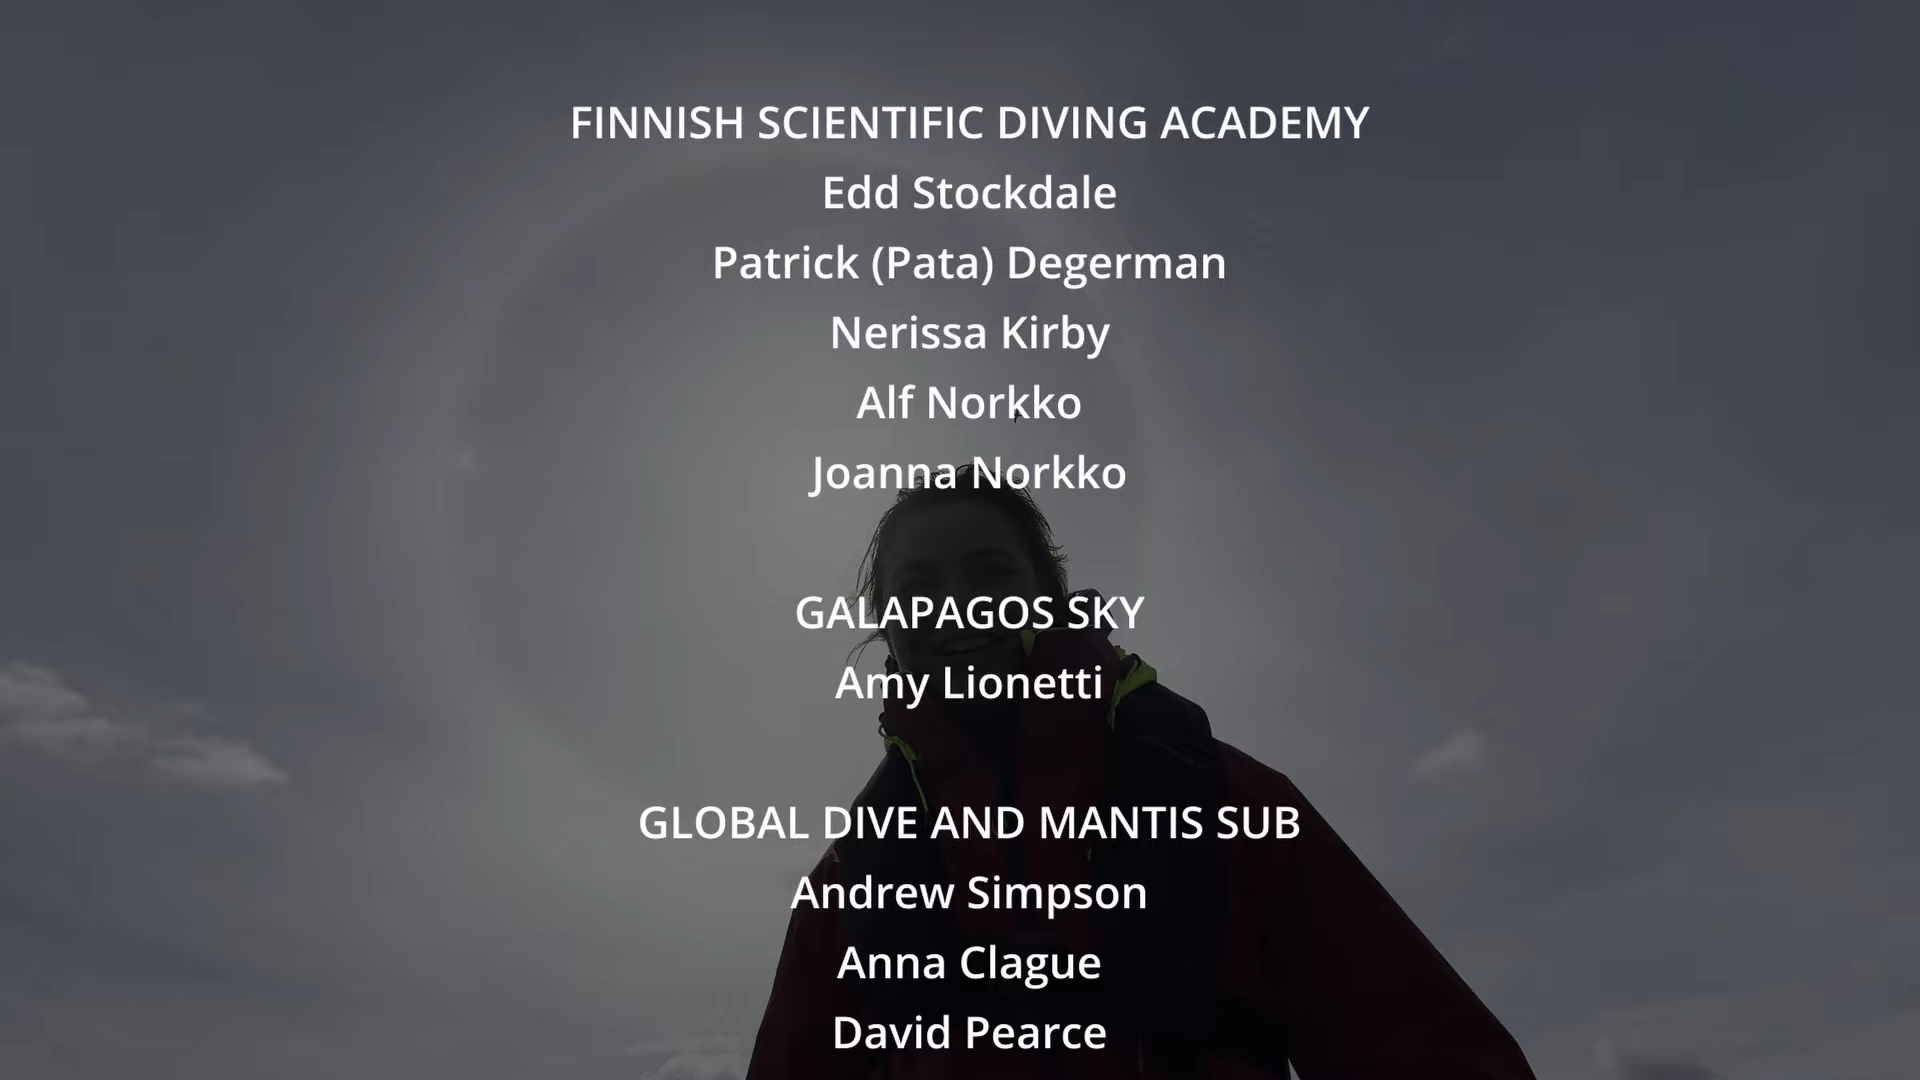 FINNISH SCIENTIFIC DIVING ACADEMY
Edd Stockdale
Patrick (Pata) Degerman
Nerissa Kirby
Alf Norkko
Joanna Norkko
GALAPAGOS SKY
Amy Lionetti
GLOBAL DIVE AND MANTIS SUB
Andrew Simpson
Anna Clague
David Pearce